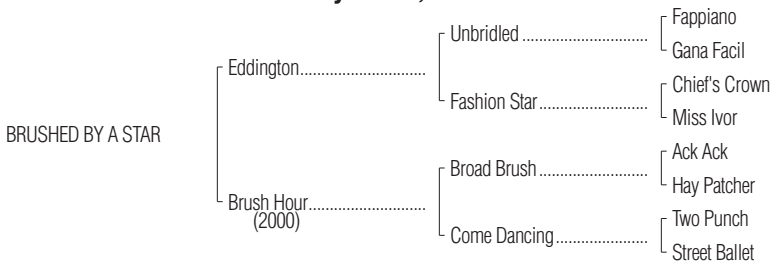 Fappiano
Unbridled ..............................
Gana Facil
Eddington..............................
Chief's Crown
Fashion Star..........................
Miss Ivor
BRUSHED BY A STAR
Ack Ack
Broad Brush ..........................
Hay Patcher
Brush Hour............................
(2000)
Two Punch
Come Dancing ......................
Street Ballet